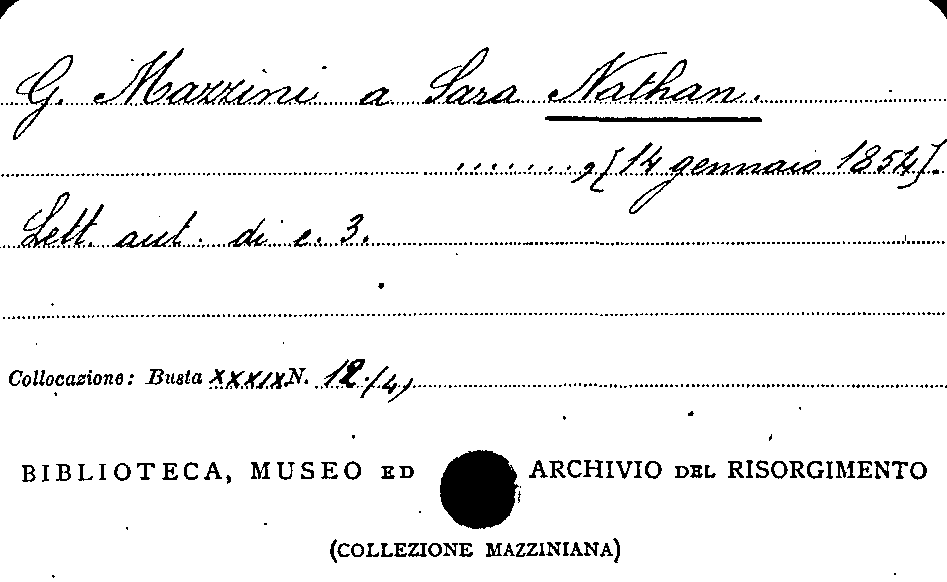 G. Mazzini a Sara Nathan.
........, [14 gennaio 1854].
Lett. aut. di c. 3.
Collocazione: Busta XXXIX N. 12./4)
BIBLIOTECA, MUSEO ED ARCHIVIO DEL RISORGIMENTO
(COLLEZIONE MAZZINIANA)